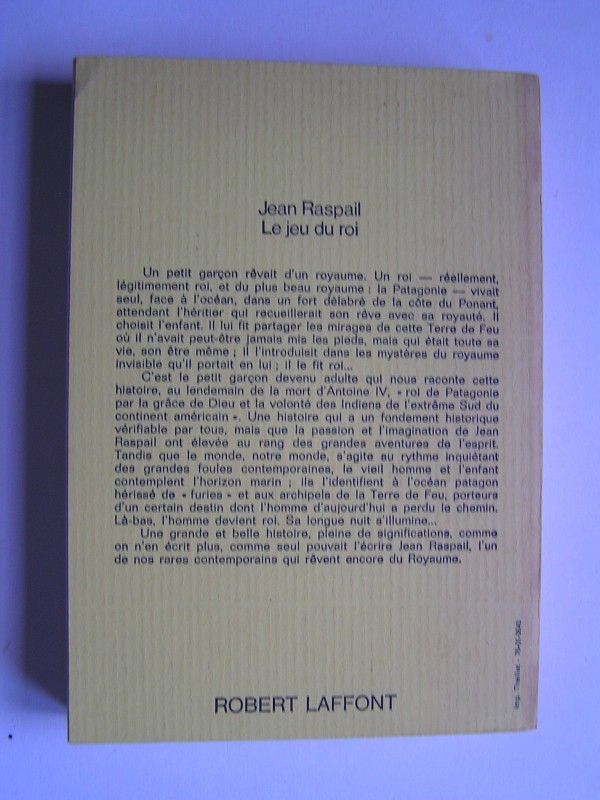 Jean Raspail
Le jeu du roi
Un petit garçon rêvait d'un royaume. Un roi — réellement,
légitimement roi, et du plus beau royaume : la Patagonie — vivait
seul, face à l'océan, dans un fort délabré de la côte du Ponant,
attendant l'héritier qui recueillerait son rêve avec sa royauté. Il
choisit l'enfant. Il lui fit partager les mirages de cette Terre de Feu
où il n'avait peut-être jamais mis les pieds, mais qui était toute sa
vie, son être même ; il l'introduisit dans les mystères du royaume
invisible qu'il portait en lui ; il le fit roi...
C'est le petit garçon devenu adulte qui nous raconte cette
histoire, au lendemain de la mort d'Antoine IV, « roi de Patagonie
par la grâce de Dieu et la volonté des Indiens de l'extrême Sud du
continent américain ». Une histoire qui a un fondement historique
vérifiable par tous, mais que la passion et l'imagination de Jean
Raspail ont élevée au rang des grandes aventures de l'esprit.
Tandis que le monde, notre monde, s'agite au rythme inquiétant
des grandes foules contemporaines, le vieil homme et l'enfant
contemplent l'horizon marin ; ils l'identifient à l'océan patagon
hérissé de « furies » et aux archipels de la Terre de Feu, porteurs
d'un certain destin dont l'homme d'aujourd'hui a perdu le chemin.
Là-bas, l'homme devient roi. Sa longue nuit s'illumine...
Une grande et belle histoire, pleine de significations, comme
on n'en écrit plus, comme seul pouvait l'écrire Jean Raspail, l'un
de nos rares contemporains qui rêvent encore du Royaume.
ROBERT LAFFONT